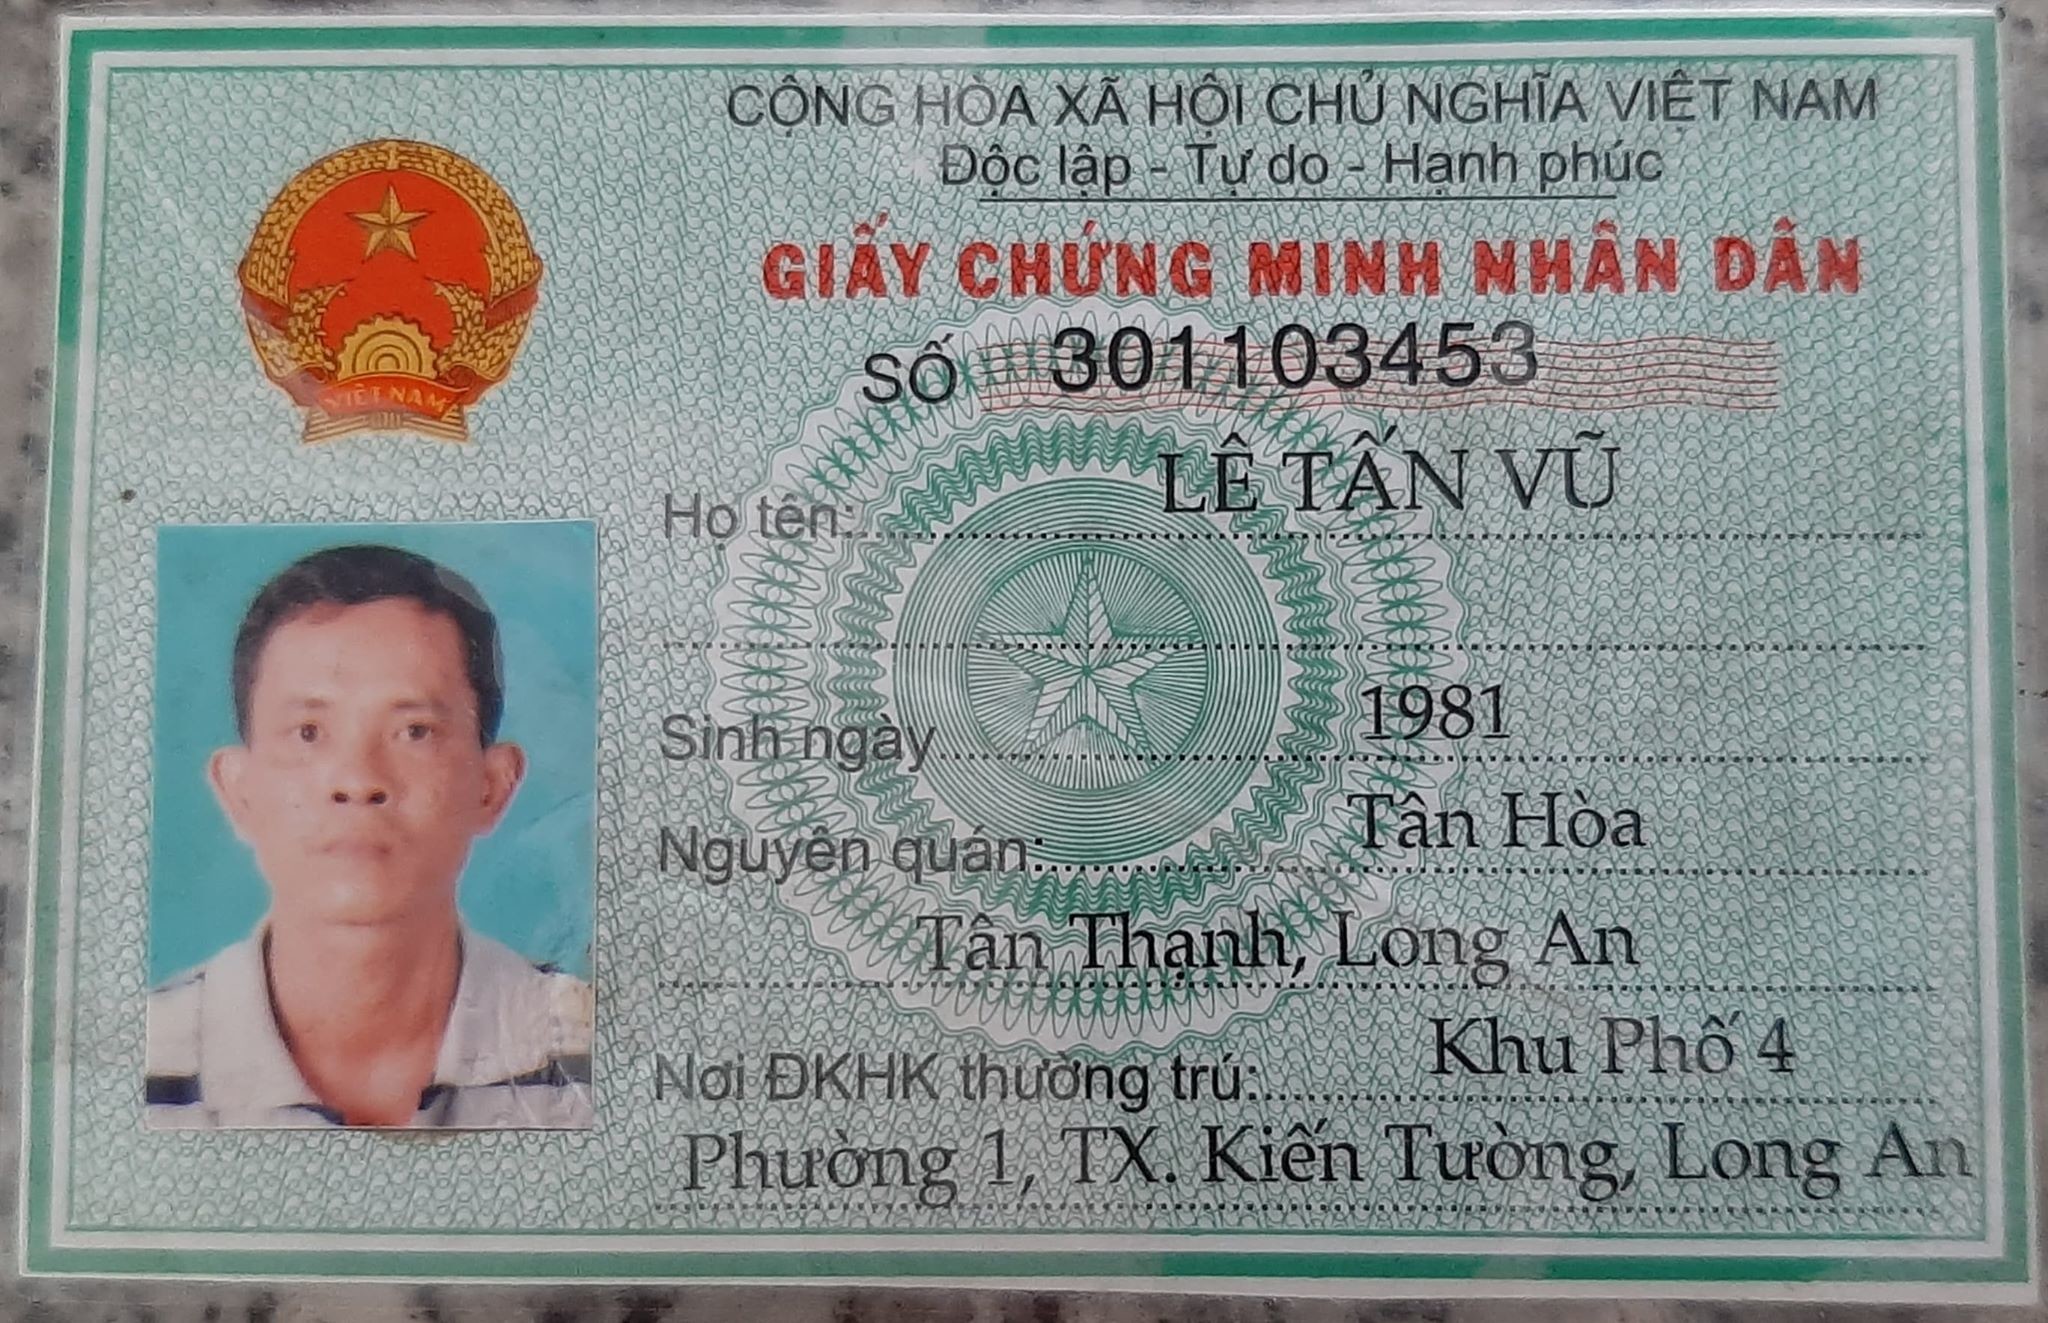 CỘNG HÒA XÃ HỘI CHỦ NGHĨA VIỆT NAM
Độc lập - Tự do - Hạnh phúc
GIẤY CHỨNG MINH NHÂN DÂN
SỐ 301103453
VIỆT NAM
Họ tên: LÊ TẤN VŨ
Sinh ngày 1981
Nguyên quán: Tân Hòa
Tân Thạnh, Long An
Nơi ĐKHK thường trú: Khu Phố 4
Phường 1, TX. Kiến Tường, Long An